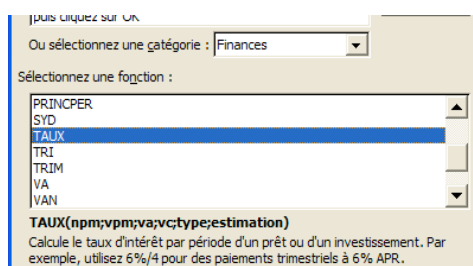 puis cliquez sur OK
Ou sélectionnez une catégorie : Finances
Sélectionnez une fonction :
PRINCPER
SYD
TAUX
TRI
TRIM
VA
VAN
TAUX(npm;vpm;va;vc;type;estimation)
Calcule le taux d'intérêt par période d'un prêt ou d'un investissement. Par
exemple, utilisez 6%/4 pour des paiements trimestriels à 6% APR.